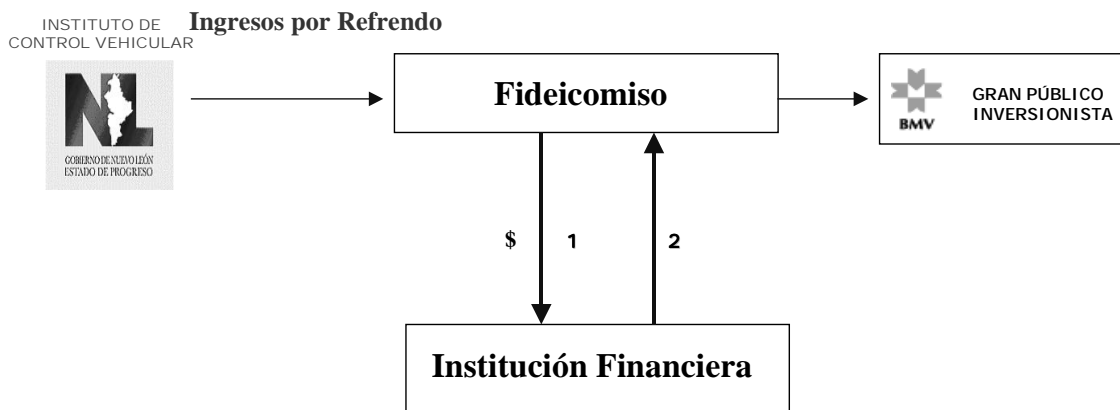 INSTITUTO DE
CONTROL VEHICULAR
Ingresos por Refrendo
NL
GOBIERNO DE NUEVO LEÓN
ESTADO DE PROGRESO
Fideicomiso
BMV
GRAN PÚBLICO
INVERSIONISTA
$ 1 2
Institución Financiera